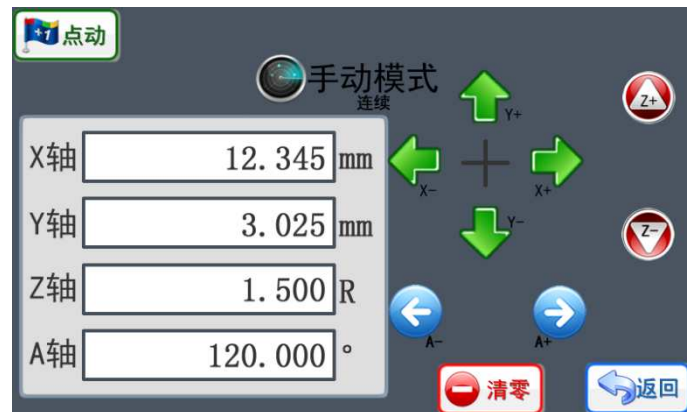 +1 点动
手动模式
连续
Y+
Z+
X轴 12.345 mm
X-
X+
Y轴 3.025 mm
Y-
Z-
Z轴 1.500 R
A-
A+
A轴 120.000 °
清零
返回